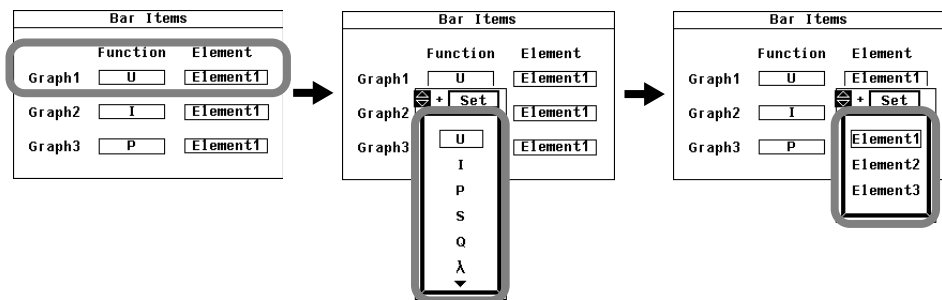 Bar Items
Function Element
Graph1 U Element1
Graph2 I Element1
Graph3 P Element1
Bar Items
Function Element
Graph1 U Element1
+ Set
Graph2 Element1
Graph3 Element1
U
I
P
S
Q
λ
Bar Items
Function Element
Graph1 U Element1
+ Set
Graph2 I
Graph3 P
Element1
Element2
Element3